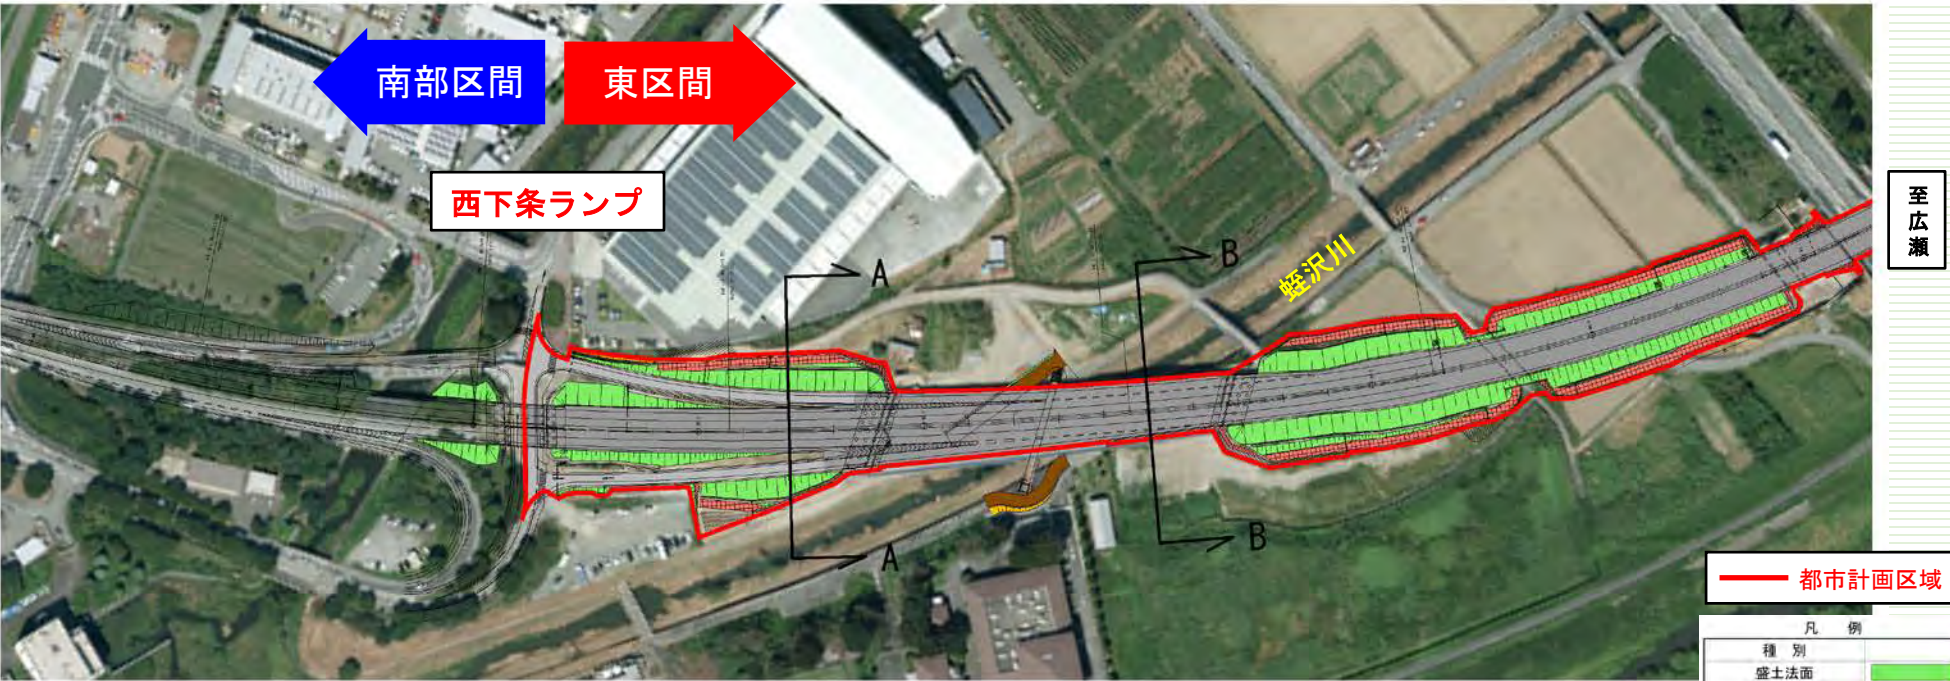 南部区間
東区間
西下条ランプ
至広瀬
A
B
蛭沢川
A
B
都市計画区域
凡 例
種 別
盛土法面